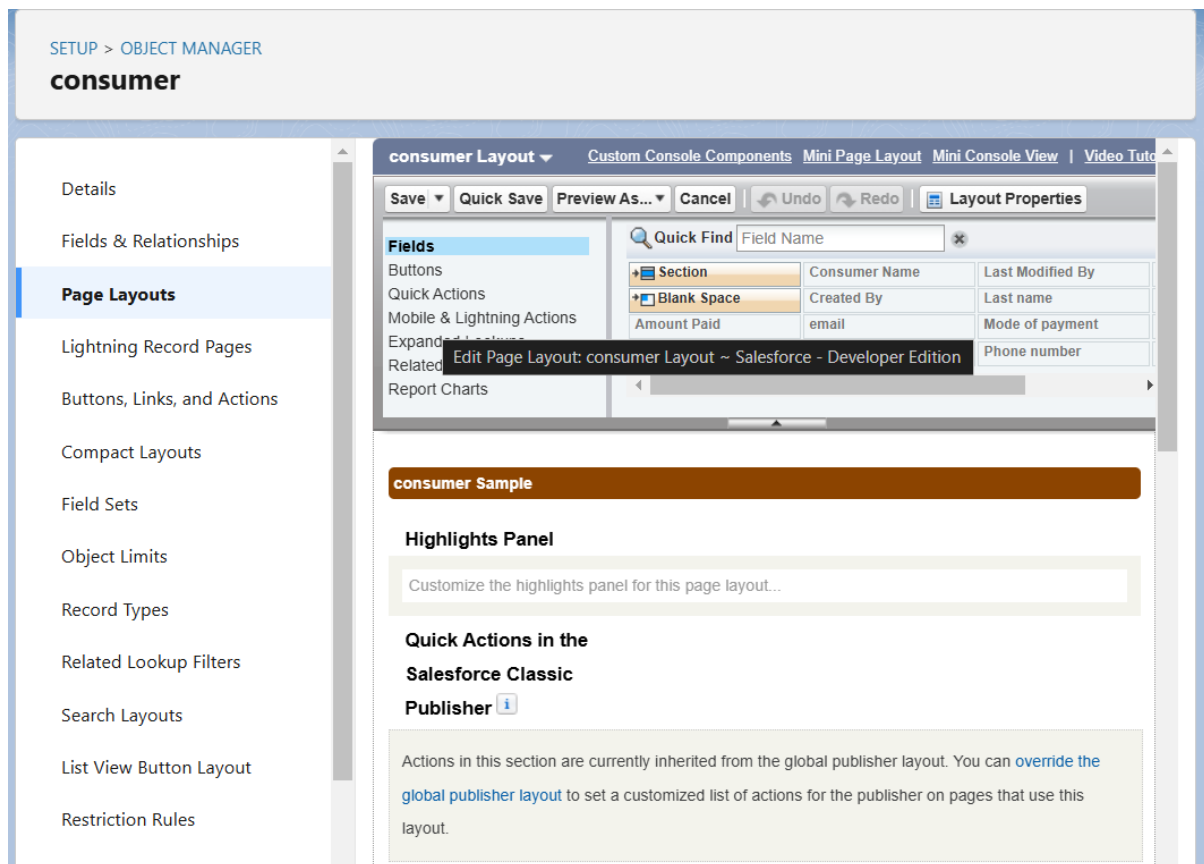 SETUP > OBJECT MANAGER
consumer
Details
Fields & Relationships
Page Layouts
Lightning Record Pages
Buttons, Links, and Actions
Compact Layouts
Field Sets
Object Limits
Record Types
Related Lookup Filters
Search Layouts
List View Button Layout
Restriction Rules
consumer Layout Custom Console Components Mini Page Layout Mini Console View | Video Tuto
Save Quick Save Preview As... Cancel Undo Redo Layout Properties
Fields
Buttons
Quick Actions
Mobile & Lightning Actions
Related
Report Charts
Quick Find Field Name
Section Consumer Name Last Modified By
Blank Space Created By Last name
Amount Paid email Mode of payment
Phone number
Edit Page Layout: consumer Layout ~ Salesforce - Developer Edition
consumer Sample
Highlights Panel
Customize the highlights panel for this page layout...
Quick Actions in the
Salesforce Classic
Publisher i
Actions in this section are currently inherited from the global publisher layout. You can override the
global publisher layout to set a customized list of actions for the publisher on pages that use this
layout.